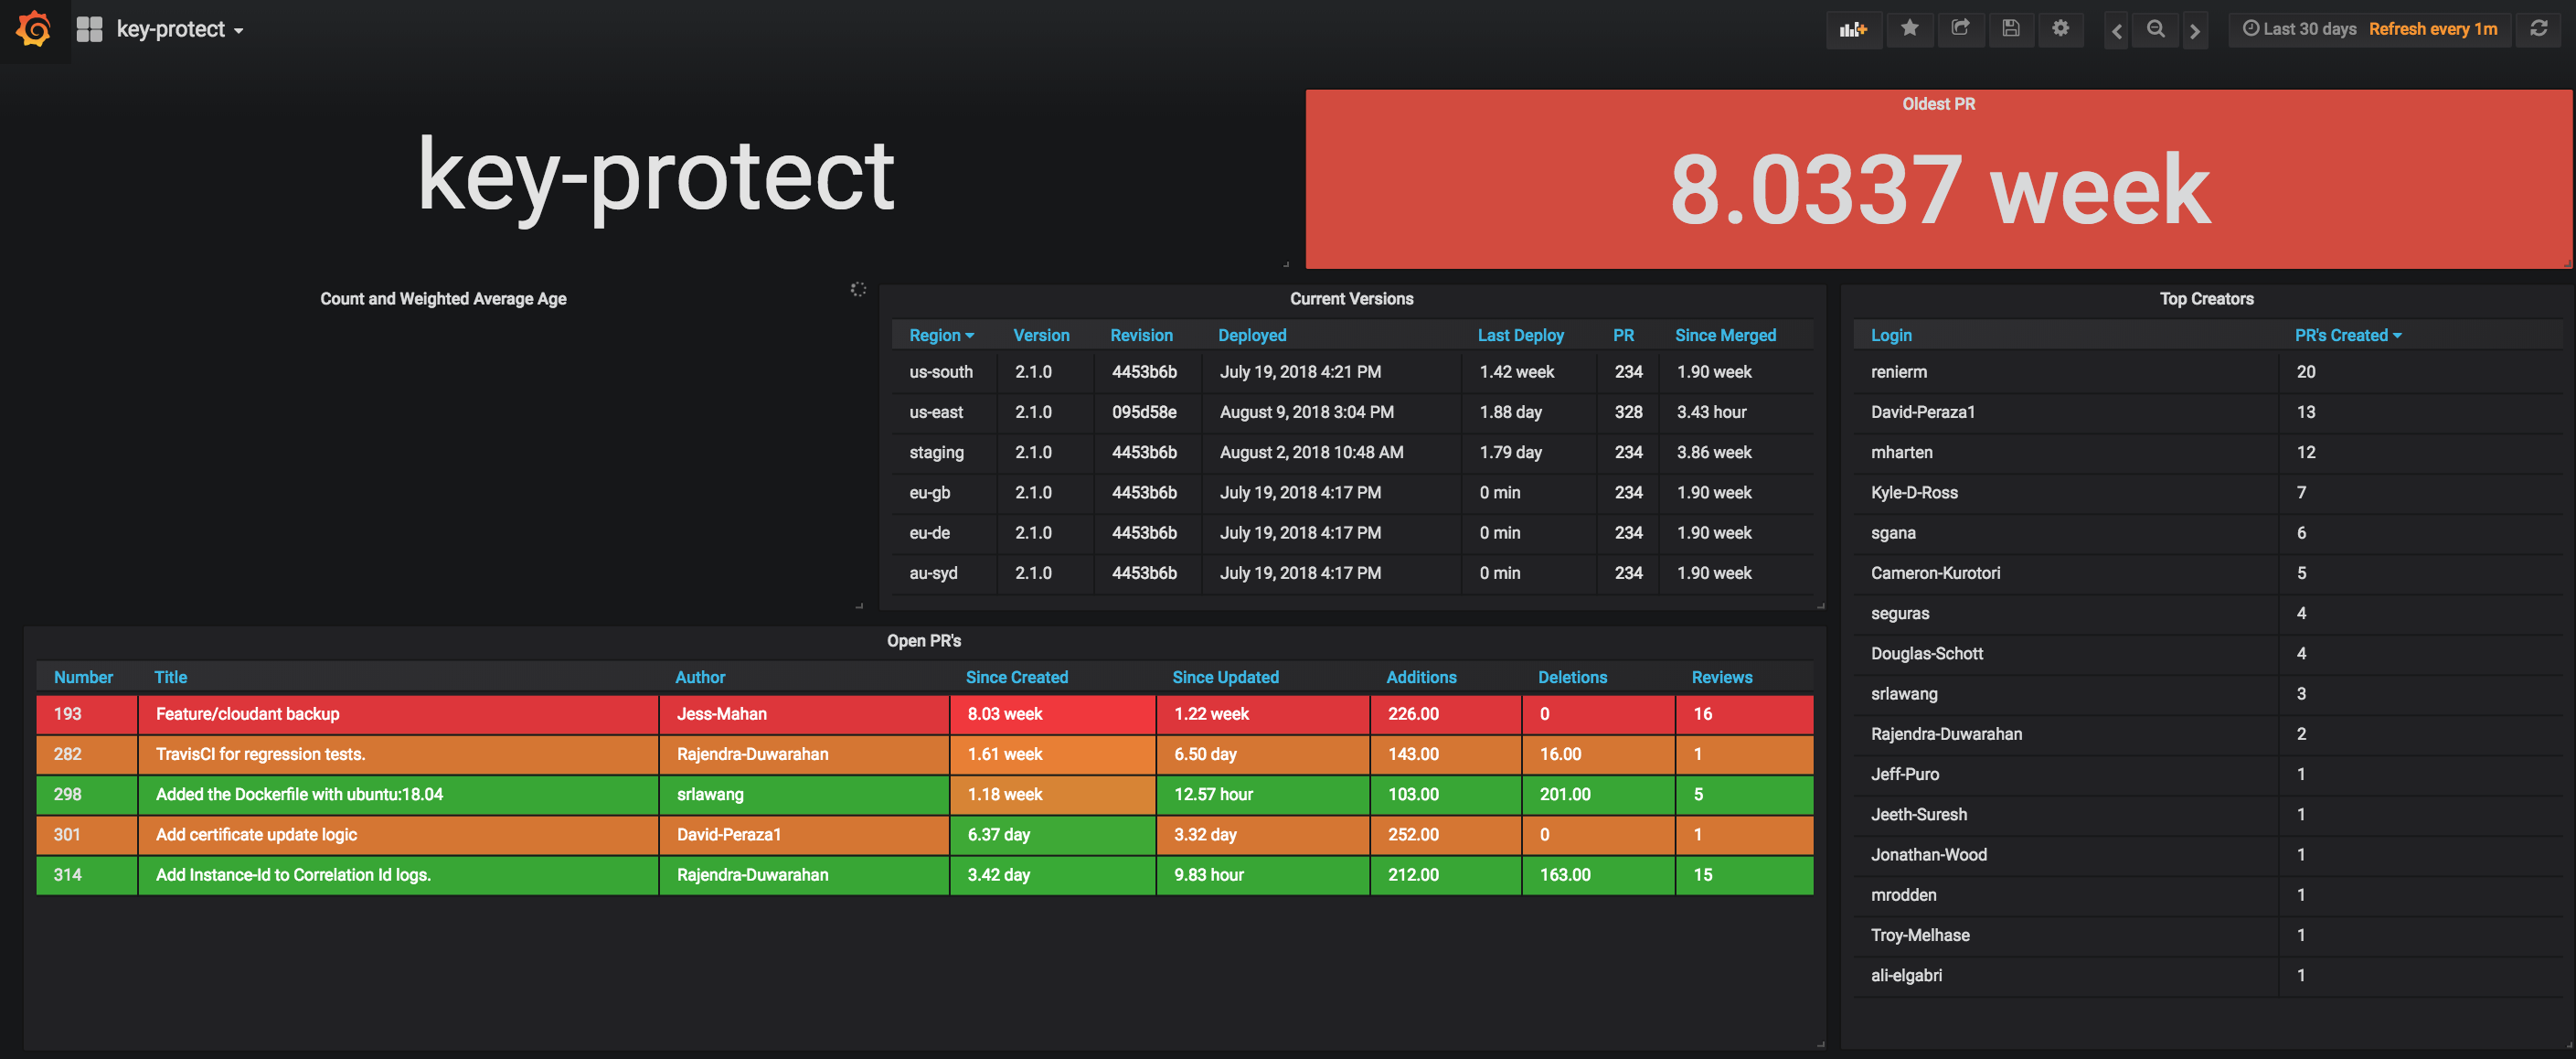 key-protect
Last 30 days Refresh every 1m
key-protect
Oldest PR
8.0337 week
Count and Weighted Average Age
Current Versions
Region Version Revision Deployed Last Deploy PR Since Merged
us-south 2.1.0 4453b6b July 19, 2018 4:21 PM 1.42 week 234 1.90 week
us-east 2.1.0 095d58e August 9, 2018 3:04 PM 1.88 day 328 3.43 hour
staging 2.1.0 4453b6b August 2, 2018 10:48 AM 1.79 day 234 3.86 week
eu-gb 2.1.0 4453b6b July 19, 2018 4:17 PM 0 min 234 1.90 week
eu-de 2.1.0 4453b6b July 19, 2018 4:17 PM 0 min 234 1.90 week
au-syd 2.1.0 4453b6b July 19, 2018 4:17 PM 0 min 234 1.90 week
Top Creators
Login PR's Created
renierm 20
David-Peraza1 13
mharten 12
Kyle-D-Ross 7
sgana 6
Cameron-Kurotori 5
seguras 4
Douglas-Schott 4
srlawang 3
Rajendra-Duwarahan 2
Jeff-Puro 1
Jeeth-Suresh 1
Jonathan-Wood 1
mrodden 1
Troy-Melhase 1
ali-elgabri 1
Open PR's
Number Title Author Since Created Since Updated Additions Deletions Reviews
193 Feature/cloudant backup Jess-Mahan 8.03 week 1.22 week 226.00 0 16
282 TravisCI for regression tests. Rajendra-Duwarahan 1.61 week 6.50 day 143.00 16.00 1
298 Added the Dockerfile with ubuntu:18.04 srlawang 1.18 week 12.57 hour 103.00 201.00 5
301 Add certificate update logic David-Peraza1 6.37 day 3.32 day 252.00 0 1
314 Add Instance-Id to Correlation Id logs. Rajendra-Duwarahan 3.42 day 9.83 hour 212.00 163.00 15